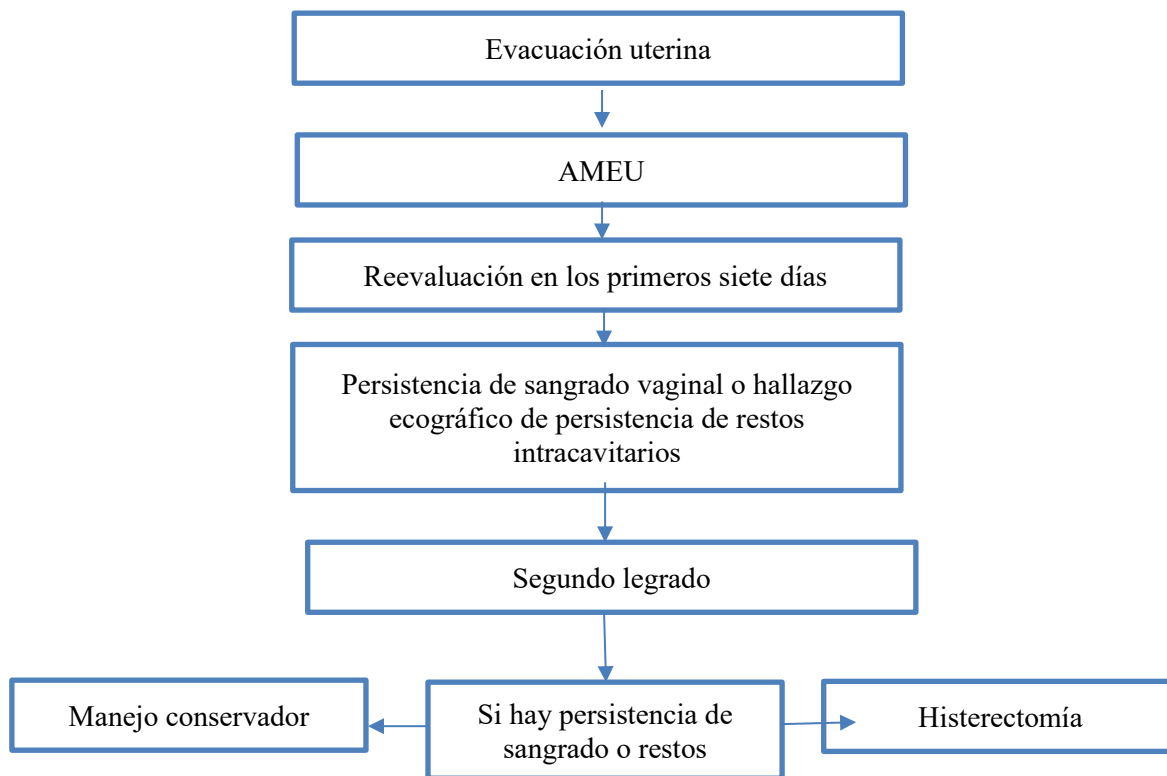 Evacuación uterina
AMEU
Reevaluación en los primeros siete días
Persistencia de sangrado vaginal o hallazgo
ecográfico de persistencia de restos
intracavitarios
Segundo legrado
Manejo conservador
Si hay persistencia de
sangrado o restos
Histerectomía